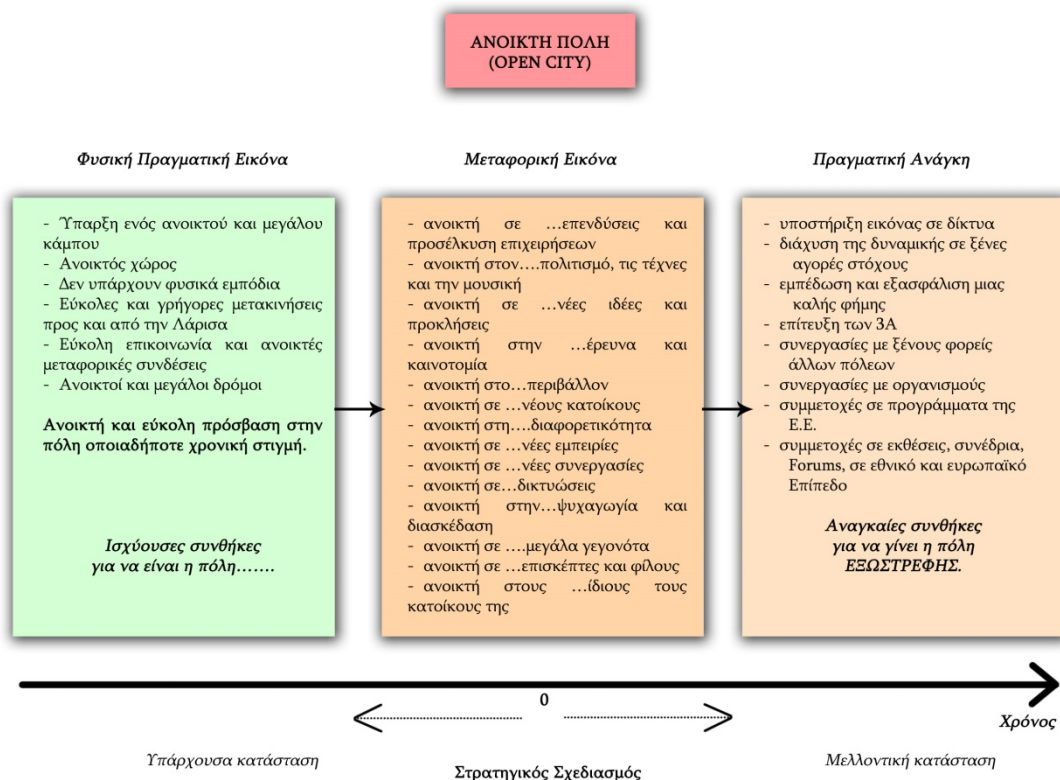 ΑΝΟΙΚΤΗ ΠΟΛΗ
(OPEN CITY)
Φυσική Πραγματική Εικόνα
- Ύπαρξη ενός ανοικτού και μεγάλου
κάμπου
- Ανοικτός χώρος
- Δεν υπάρχουν φυσικά εμπόδια
- Εύκολες και γρήγορες μετακινήσεις
προς και από την Λάρισα
- Εύκολη επικοινωνία και ανοικτές
μεταφορικές συνδέσεις
- Ανοικτοί και μεγάλοι δρόμοι
Ανοικτή και εύκολη πρόσβαση στην
πόλη οποιαδήποτε χρονική στιγμή.
Ισχύουσες συνθήκες
για να είναι η πόλη…….
Μεταφορική Εικόνα
- ανοικτή σε …επενδύσεις και
προσέλκυση επιχειρήσεων
- ανοικτή στον….πολιτισμό, τις τέχνες
και την μουσική
- ανοικτή σε …νέές ιδέες και
προκλήσεις
- ανοικτή στην …έρευνα και
καινοτομία
- ανοικτή στο…περιβάλλον
- ανοικτή σε …νέους κατοίκους
- ανοικτή στη….διαφορετικότητα
- ανοικτή σε …νέές εμπειρίες
- ανοικτή σε …νέές συνεργασίες
- ανοικτή σε…δικτυώσεις
- ανοικτή στην…ψυχαγωγία και
διασκέδαση
- ανοικτή σε ….μεγάλα γεγονότα
- ανοικτή σε …επισκέπτες και φίλους
- ανοικτή στους …ίδιους τους
κατοίκους της
Πραγματική Ανάγκη
- υποστήριξη εικόνας σε δίκτυα
- διάχυση της δυναμικής σε ξένες
αγορές στόχους
- εμπέδωση και εξασφάλιση μιας
καλής φήμης
- επίτευξη των 3Α
- συνεργασίες με ξένους φορείς
άλλων πόλεων
- συνεργασίες με οργανισμούς
- συμμετοχές σε προγράμματα της
Ε.Ε.
- συμμετοχές σε εκθέσεις, συνέδρια,
Forums, σε εθνικό και ευρωπαϊκό
Επίπεδο
Αναγκαίες συνθήκες
για να γίνει η πόλη
ΕΞΩΣΤΡΕΦΗΣ.
0
Χρόνος
Υπάρχουσα κατάσταση
Στρατηγικός Σχεδιασμός
Μελλοντική κατάσταση